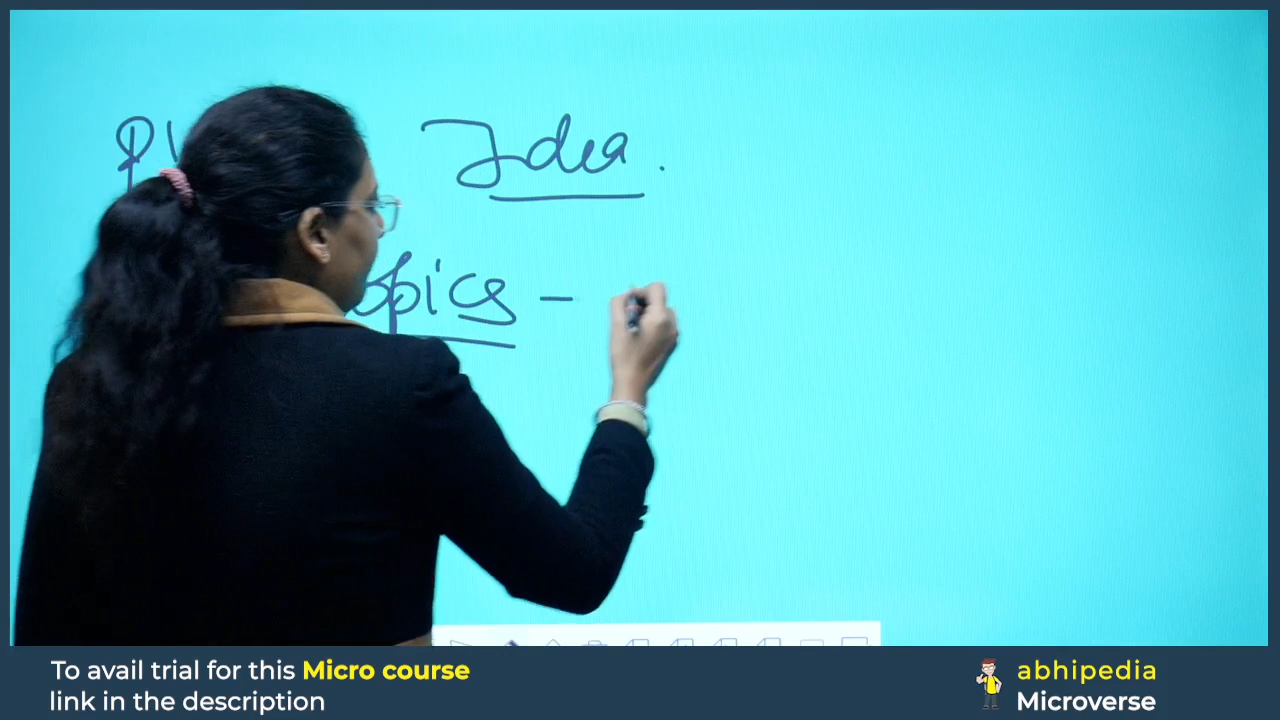 Idea.
To avail trial for this Micro course
link in the description
abhipedia
Microverse